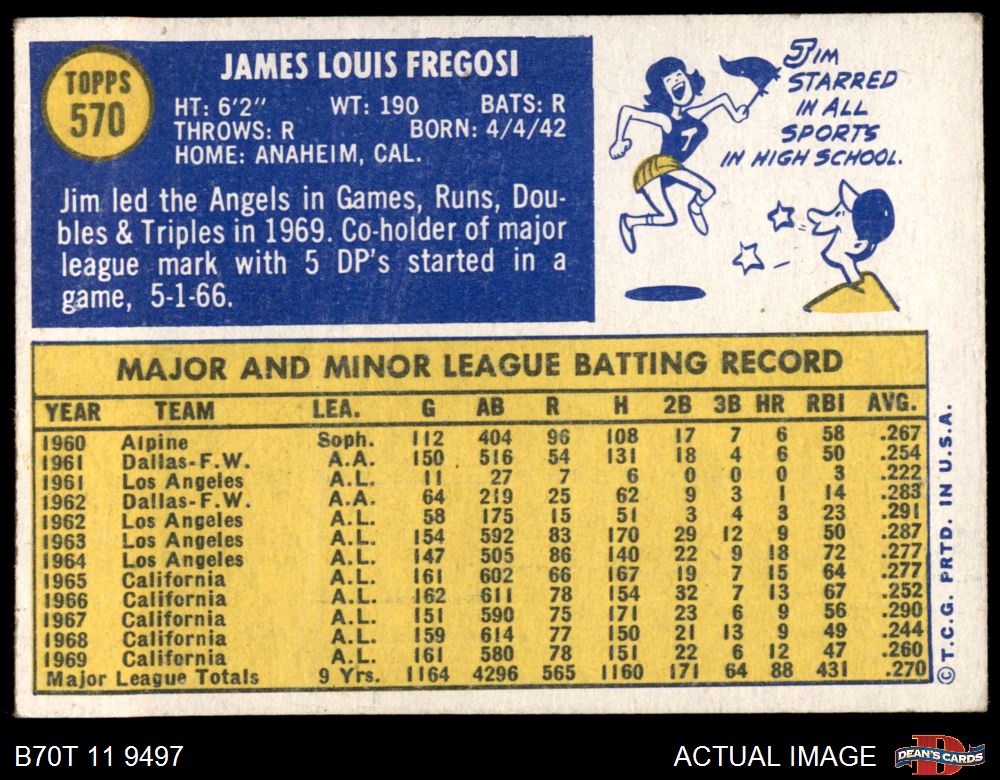 TOPPS
570
JAMES LOUIS FREGOSI
HT: 6'2" WT: 190 BATS: R
THROWS: R BORN: 4/4/42
HOME: ANAHEIM, CAL.
Jim led the Angels in Games, Runs, Dou-
bles & Triples in 1969. Co-holder of major
league mark with 5 DP's started in a
game, 5-1-66.
JIM
STARRED
IN ALL
SPORTS
IN HIGH SCHOOL.
7
MAJOR AND MINOR LEAGUE BATTING RECORD
YEAR TEAM LEA. G AB R H 2B 3B HR RBI AVG.
1960 Alpine Soph. 112 404 96 108 17 7 6 58 .267
1961 Dallas-F.W. A.A. 150 516 54 131 18 4 6 50 .254
1961 Los Angeles A.L. 11 27 7 6 0 0 0 3 .222
1962 Dallas-F.W. A.A. 64 219 25 62 9 3 1 14 .283
1962 Los Angeles A.L. 58 175 15 51 3 4 3 23 .291
1963 Los Angeles A.L. 154 592 83 170 29 12 9 50 .287
1964 Los Angeles A.L. 147 505 86 140 22 9 18 72 .277
1965 California A.L. 161 602 66 167 19 7 15 64 .277
1966 California A.L. 162 611 78 154 32 7 13 67 .252
1967 California A.L. 151 590 75 171 23 6 9 56 .290
1968 California A.L. 159 614 77 150 21 13 9 49 .244
1969 California A.L. 161 580 78 151 22 6 12 47 .260
Major League Totals 9 Yrs. 1164 4296 565 1160 171 64 88 431 .270
© T.C.G. PRTD. IN U.S.A.
B70T 11 9497
ACTUAL IMAGE
D
DEAN'S CARDS